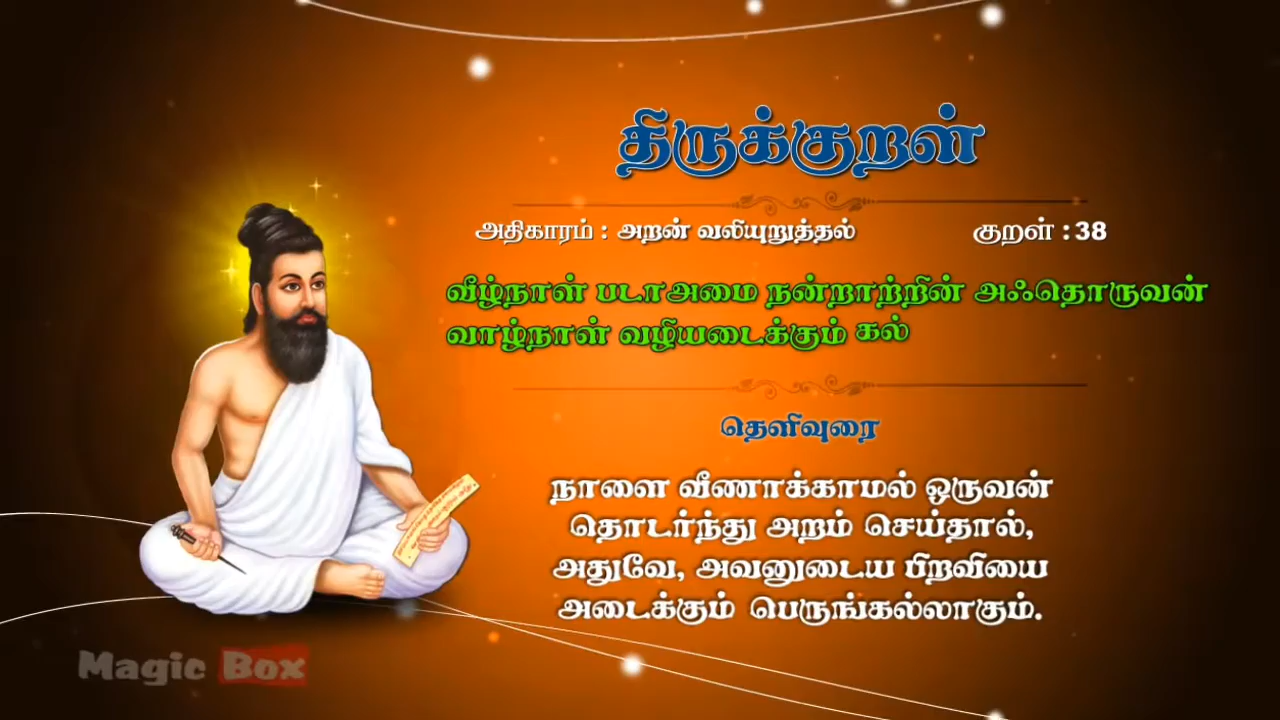 திருக்குறள்
அதிகாரம் : அறன் வலியுறுத்தல் குறள் : 38
வீழ்நாள் படாஅமை நன்றாற்றின் அஃதொருவன்
வாழ்நாள் வழியடைக்கும் கல்
தெளிவுரை
நாளை வீணாக்காமல் ஒருவன்
தொடர்ந்து அறம் செய்தால்,
அதுவே, அவனுடைய பிறவியை
அடைக்கும் பெருங்கல்லாகும்.
Magic Box